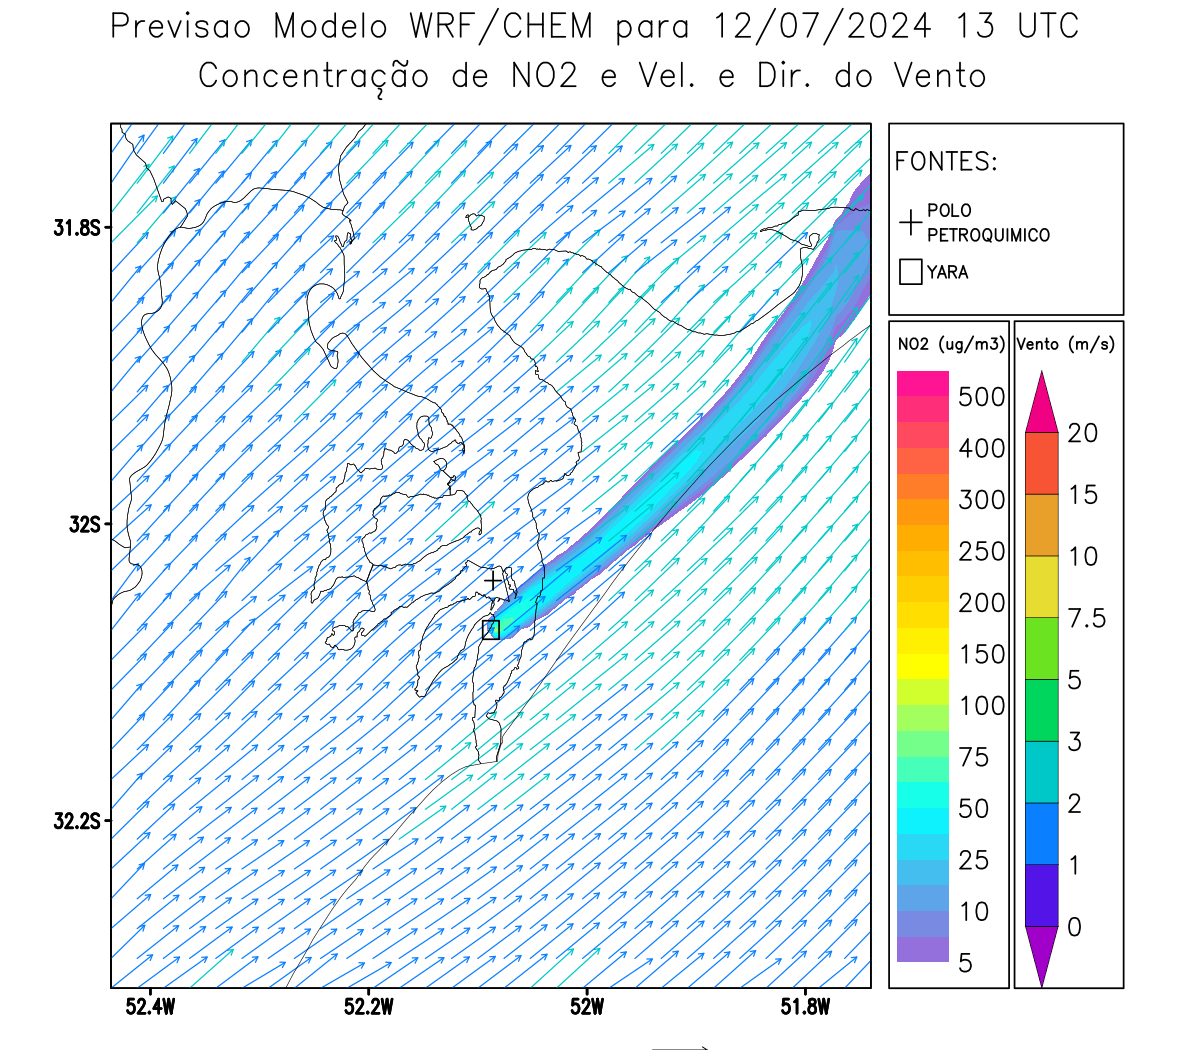 Previsao Modelo WRF/CHEM para 12/07/2024 13 UTC
Concentração de NO2 e Vel. e Dir. do Vento
FONTES:
POLO
PETROQUIMICO
YARA
31.8S
32S
32.2S
52.4W
52.2W
52W
51.8W
NO2 (ug/m3)
500
400
300
250
200
150
100
75
50
25
10
5
Vento (m/s)
20
15
10
7.5
5
3
2
1
0